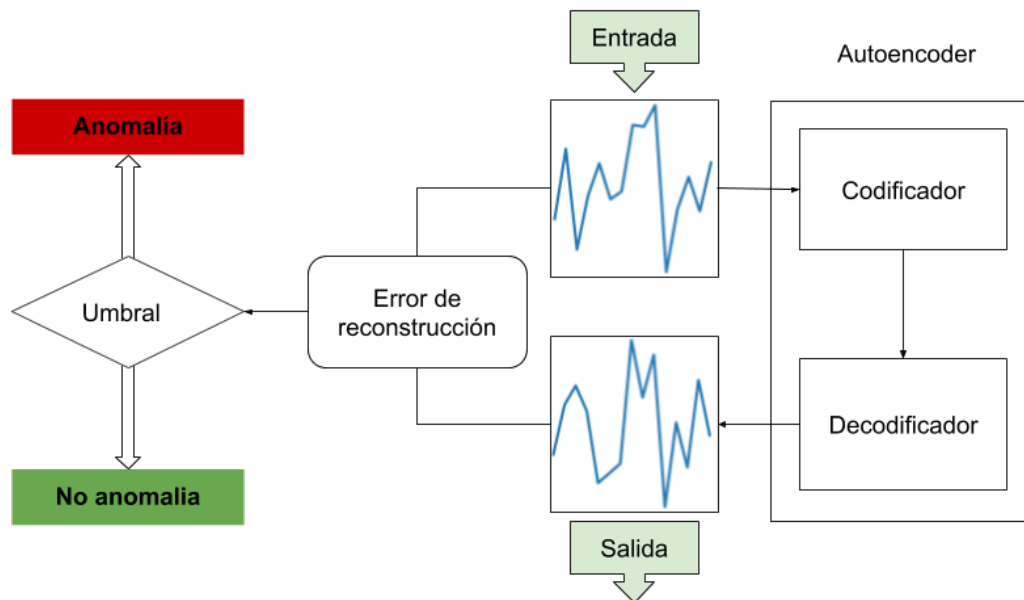 Entrada
Autoencoder
Anomalía
Codificador
Umbral
Error de
reconstrucción
Decodificador
No anomalia
Salida